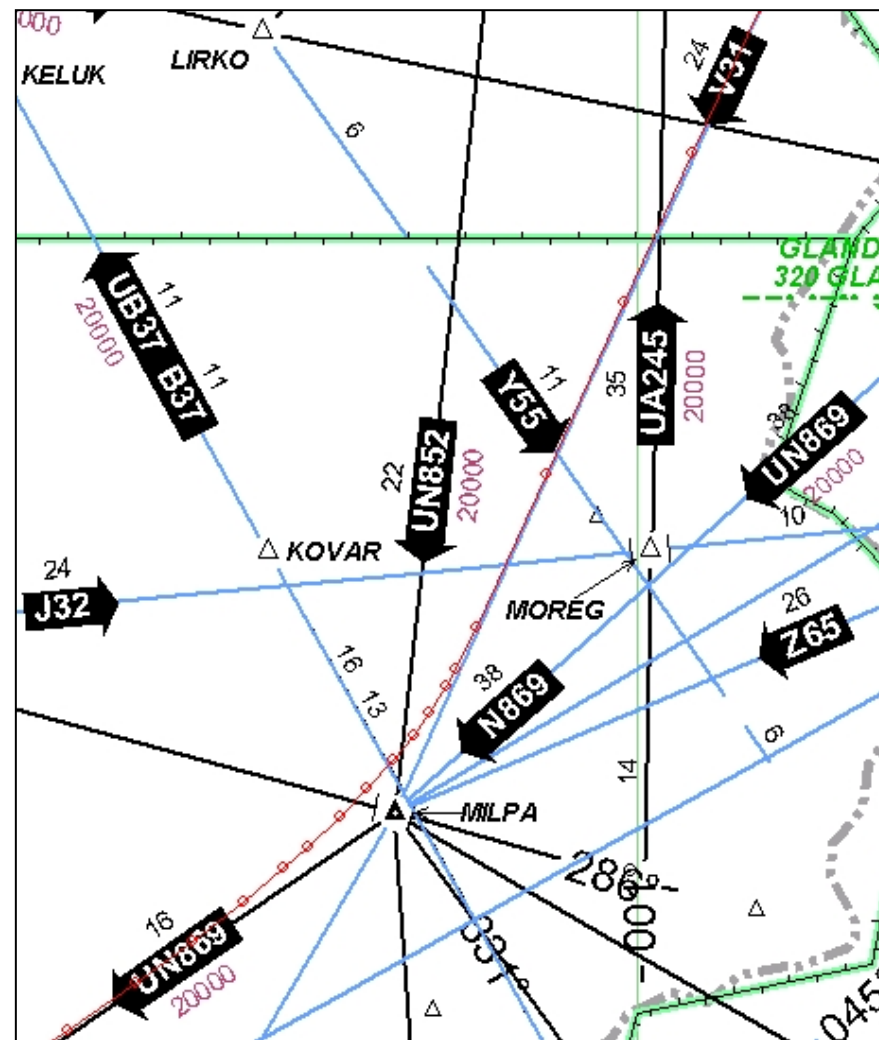 000
24
V31
LIRKO
KELUK
6
GLAND
320 GLA
11
UB37 B37
20000
11
Y55
11
35
UA245
20000
38
UN869
20000
22
UN852
20000
10
KOVAR
24
J32
MOREG
26
Z65
16
13
38
N869
6
14
MILPA
286°
002°
331°
16
UN869
20000
045